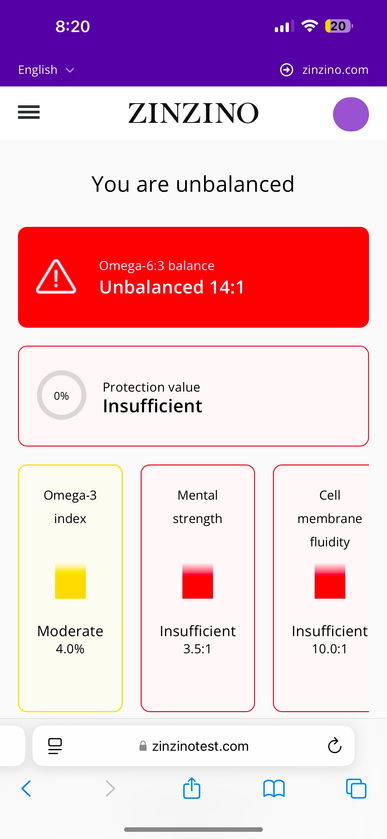 8:20
20
English
zinzino.com
ZINZINO
You are unbalanced
Omega-6:3 balance
Unbalanced 14:1
0%
Protection value
Insufficient
Omega-3
index
Moderate
4.0%
Mental
strength
Insufficient
3.5:1
Cell
membrane
fluidity
Insufficient
10.0:1
zinzinotest.com